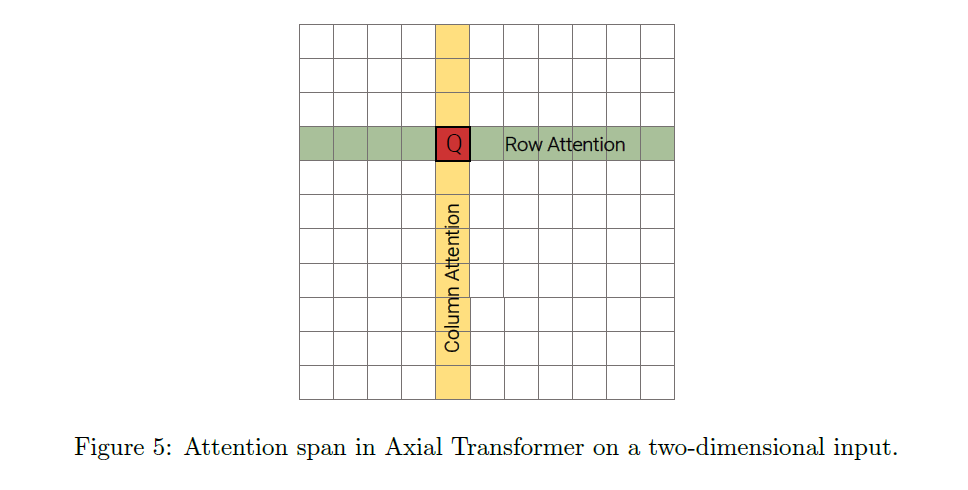 Q
Row Attention
Column Attention
Figure 5: Attention span in Axial Transformer on a two-dimensional input.